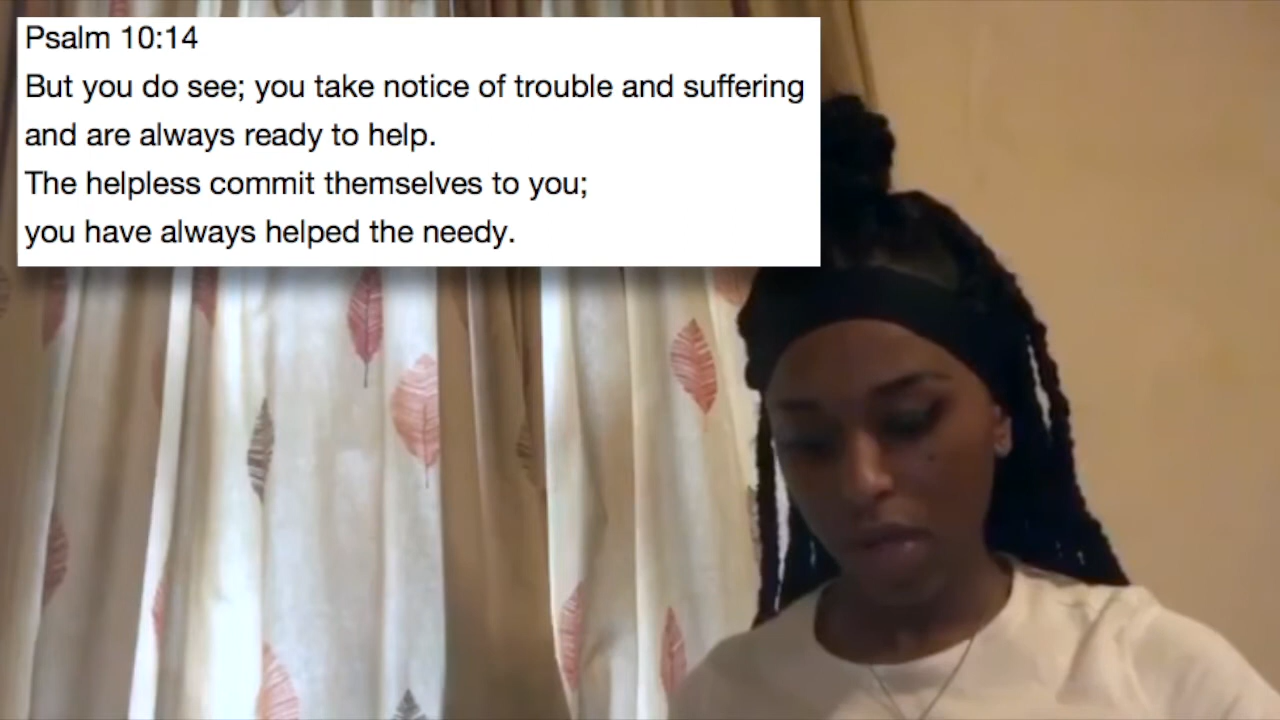 Psalm 10:14
But you do see; you take notice of trouble and suffering
and are always ready to help.
The helpless commit themselves to you;
you have always helped the needy.